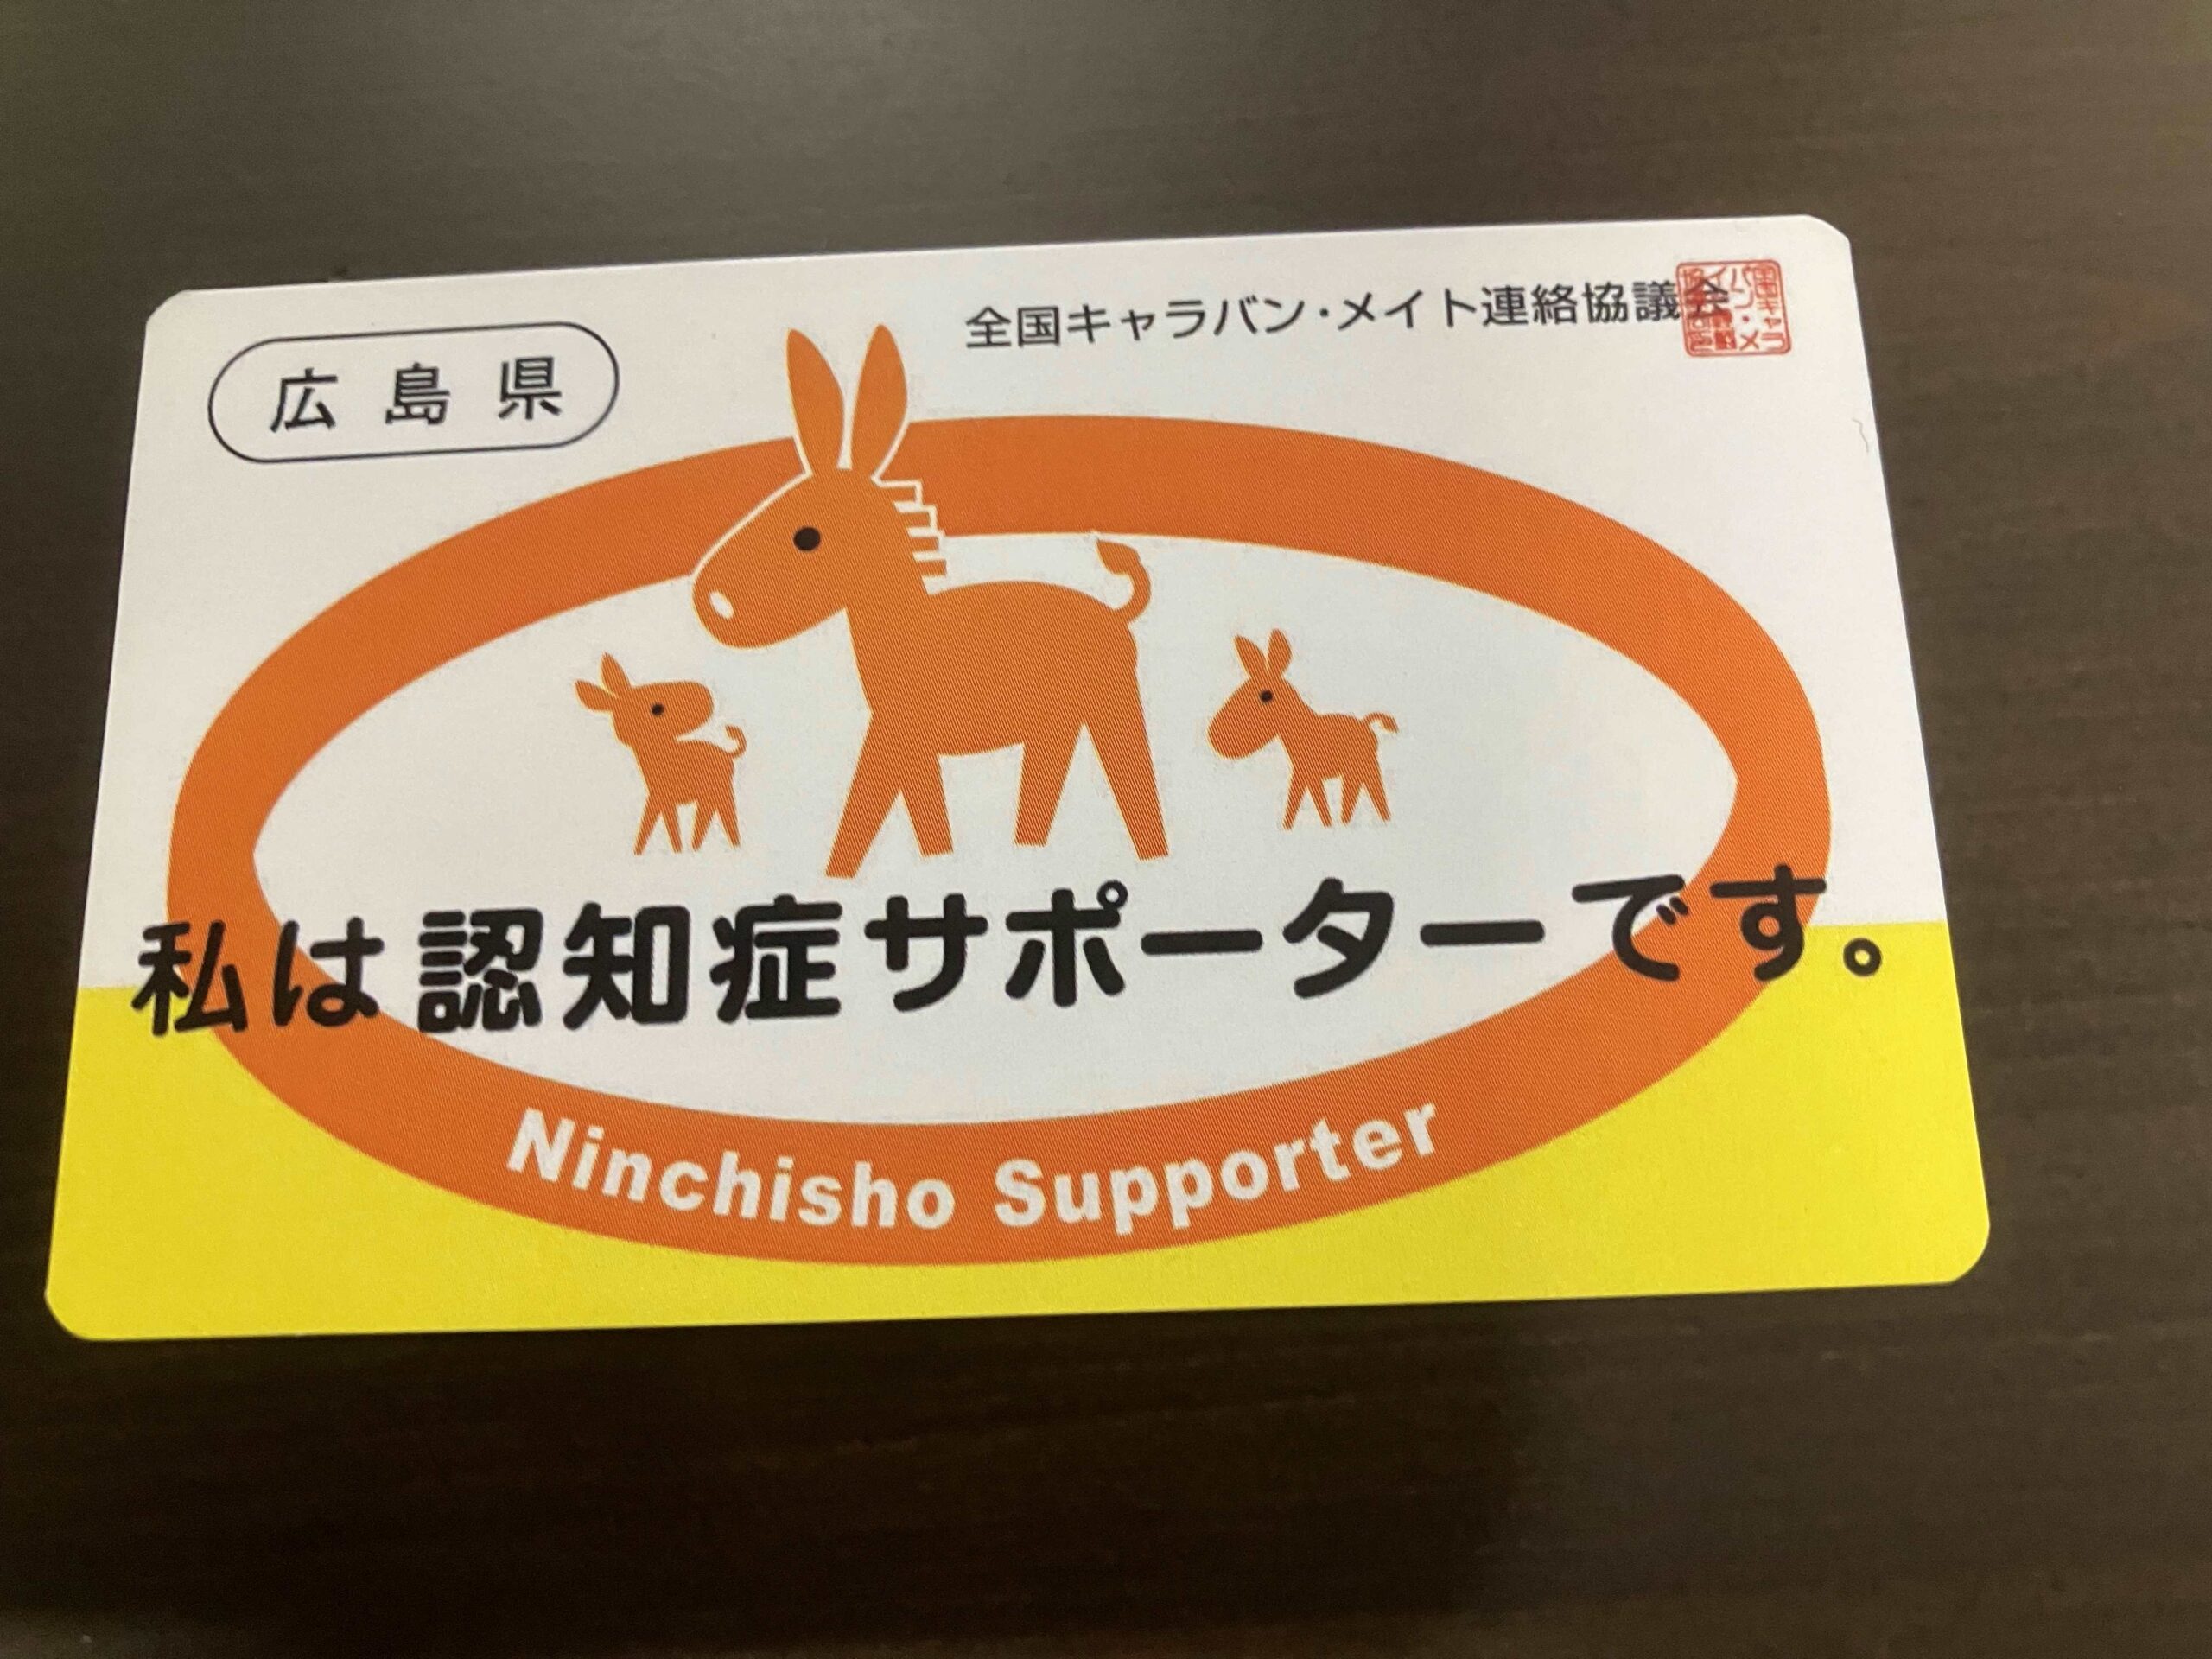 広島県
全国キャラバン・メイト連絡協議会
私は認知症サポーターです。
Ninchisho Supporter